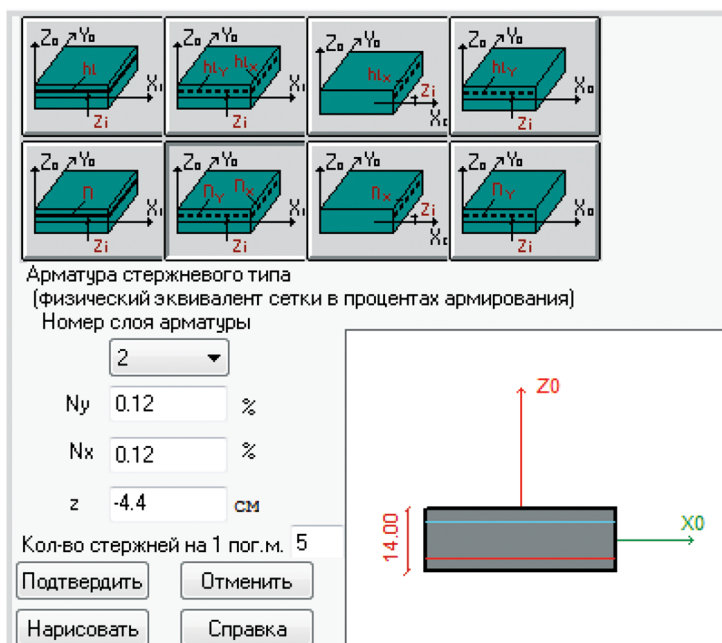 Z₀ Y₀ hl X₀ Zi
Z₀ Y₀ hlY hlX X₀ Zi
Z₀ Y₀ hlX Zi X₀
Z₀ Y₀ hlY X₀ Zi
Z₀ Y₀ П X₀ Zi
Z₀ Y₀ ПY ПX X₀ Zi
Z₀ Y₀ ПX Zi X₀
Z₀ Y₀ ПY X₀ Zi
Арматура стержневого типа
(физический эквивалент сетки в процентах армирования)
Номер слоя арматуры
2
Ny 0.12 %
Nx 0.12 %
z -4.4 см
Кол-во стержней на 1 пог.м. 5
Подтвердить Отменить
Нарисовать Справка
Z0
14.00
X0